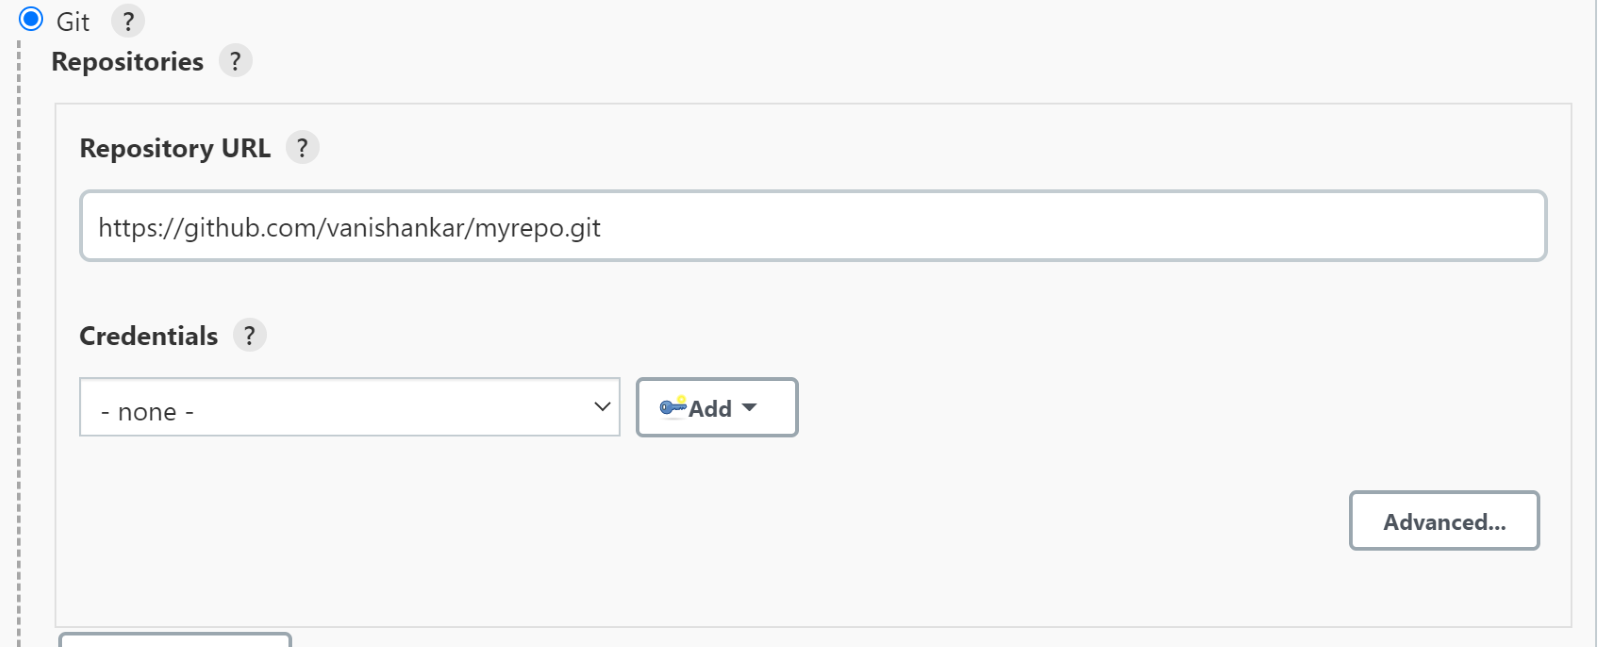 Git ?
Repositories ?
Repository URL ?
https://github.com/vanishankar/myrepo.git
Credentials ?
- none -
Add
Advanced...